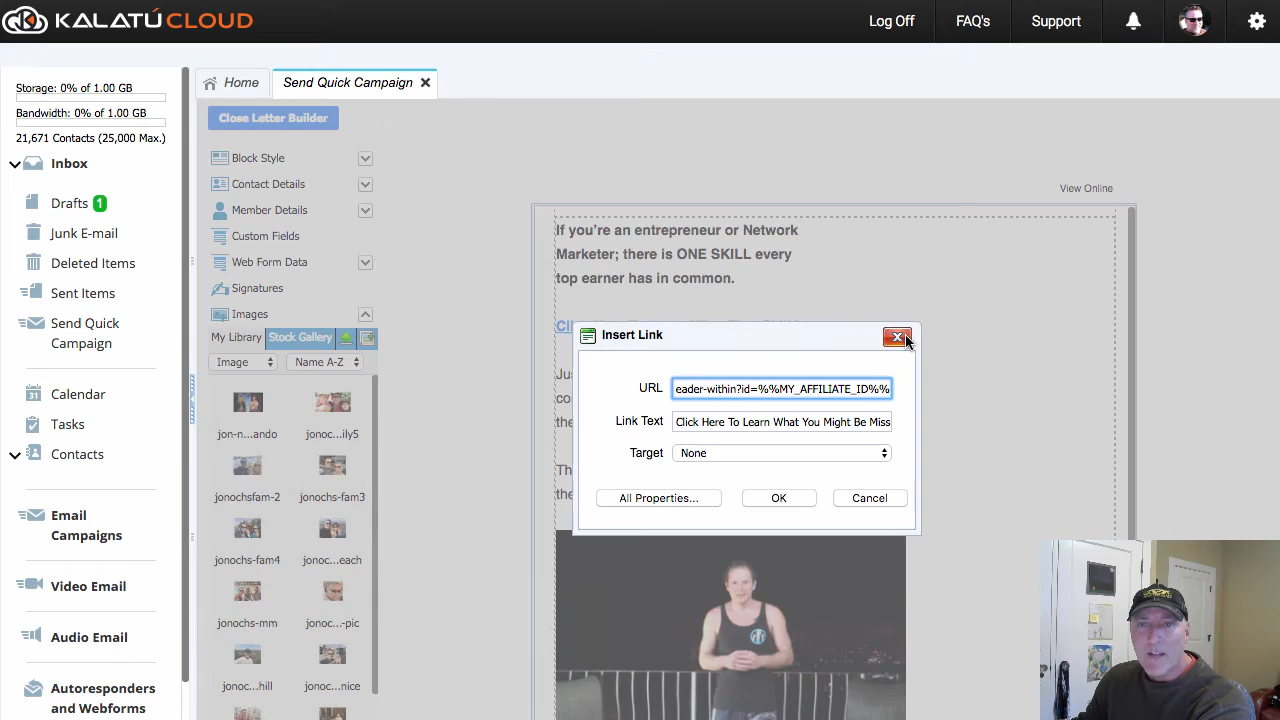 KALATÚCLOUD
Log Off
FAQ's
Support
Storage: 0% of 1.00 GB
Bandwidth: 0% of 1.00 GB
21,671 Contacts (25,000 Max.)
Inbox
Drafts 1
Junk E-mail
Deleted Items
Sent Items
Send Quick
Campaign
Calendar
Tasks
Contacts
Email
Campaigns
Video Email
Audio Email
Autoresponders
and Webforms
Home
Send Quick Campaign
Close Letter Builder
Block Style
Contact Details
Member Details
Custom Fields
Web Form Data
Signatures
Images
My Library
Stock Gallery
Image
Name A-Z
jon-n...ando
jonoc...ily5
jonochsfam-2
jonochs-fam3
jonochs-fam4
jonoc...each
jonochs-mm
jonoc...-pic
jonoc...hill
jonoc...nice
View Online
If you're an entrepreneur or Network
Marketer; there is ONE SKILL every
top earner has in common.
Insert Link
URL
eader-within?id=%%MY_AFFILIATE_ID%%
Link Text
Click Here To Learn What You Might Be Miss
Target
None
All Properties...
OK
Cancel